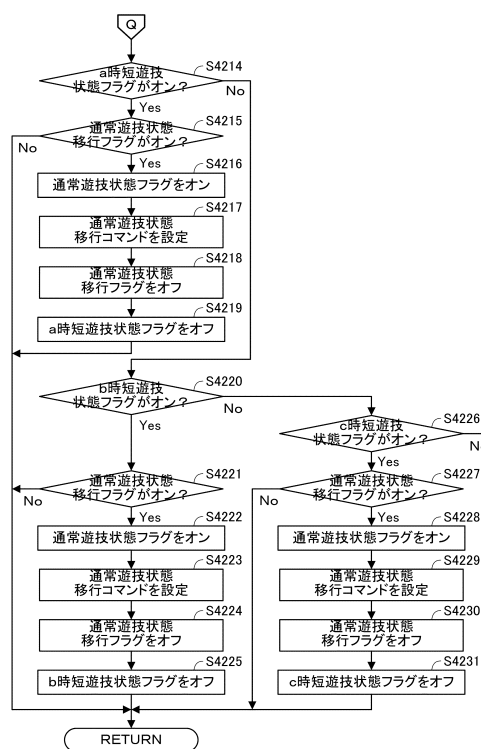 Q
S4214
a時短遊技
状態フラグがオン?
No
Yes
S4215
通常遊技状態
移行フラグがオン?
No
Yes
S4216
通常遊技状態フラグをオン
S4217
通常遊技状態
移行コマンドを設定
S4218
通常遊技状態
移行フラグをオフ
S4219
a時短遊技状態フラグをオフ
S4220
b時短遊技
状態フラグがオン?
No
Yes
S4221
通常遊技状態
移行フラグがオン?
No
Yes
S4222
通常遊技状態フラグをオン
S4223
通常遊技状態
移行コマンドを設定
S4224
通常遊技状態
移行フラグをオフ
S4225
b時短遊技状態フラグをオフ
S4226
c時短遊技
状態フラグがオン?
No
Yes
S4227
通常遊技状態
移行フラグがオン?
No
Yes
S4228
通常遊技状態フラグをオン
S4229
通常遊技状態
移行コマンドを設定
S4230
通常遊技状態
移行フラグをオフ
S4231
c時短遊技状態フラグをオフ
RETURN